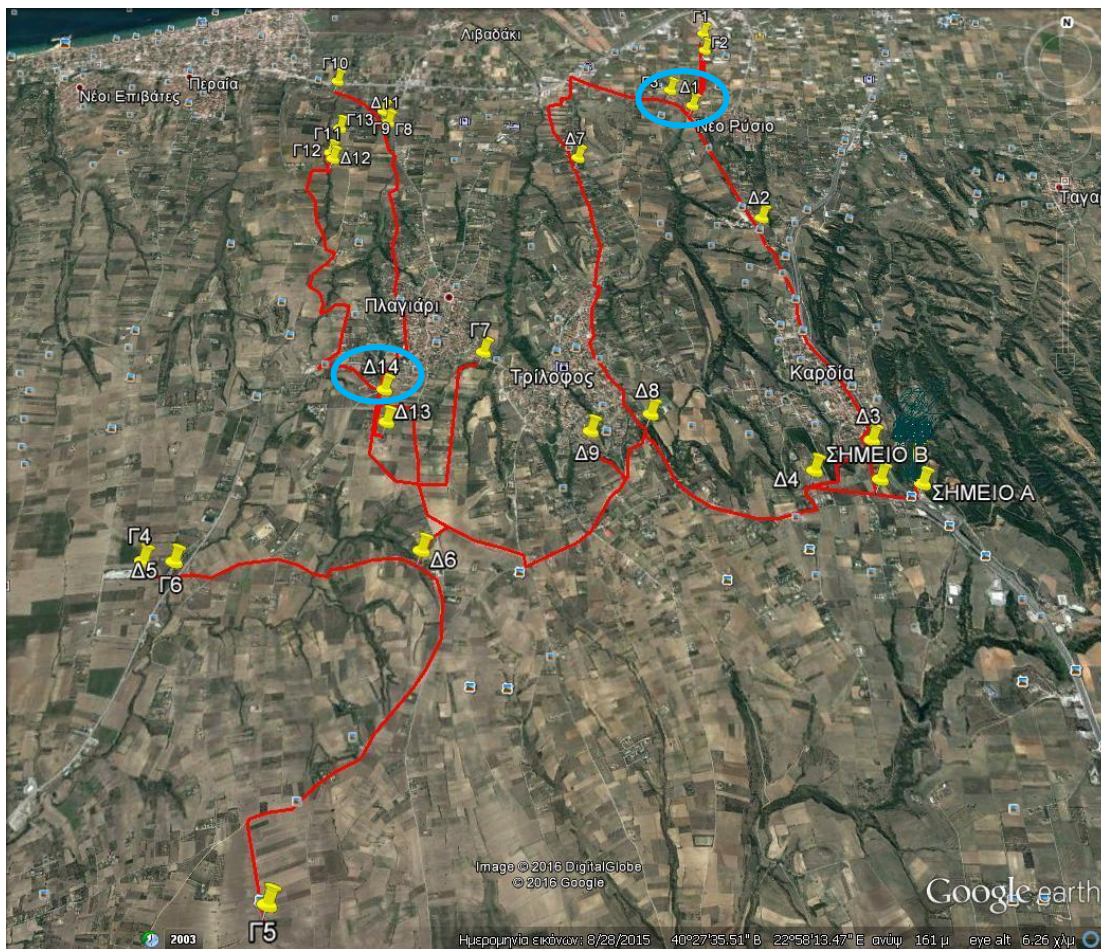 Γ1
Λιβαδάκι
Γ2
Γ10
Περαία
Νέοι Επιβάτες
Γ3
Δ1
Δ11
Γ13
Γ9
Γ8
Γ11
Νέο Ρύσιο
Γ12
Δ12
Δ7
Δ2
Ταγαρ
Πλαγιάρι
Γ7
Δ14
Τρίλοφος
Καρδία
Δ13
Δ8
Δ3
Δ9
ΣΗΜΕΙΟ Β
Δ4
ΣΗΜΕΙΟ Α
Γ4
Δ5
Γ6
Δ6
Γ5
N
Image © 2016 DigitalGlobe
© 2016 Google
Google earth
2003
Ημερομηνία εικόνων: 8/28/2015 40°27'35.51" Β 22°58'13.47" Ε ανύψ 161 μ eye alt 6.26 χλμ